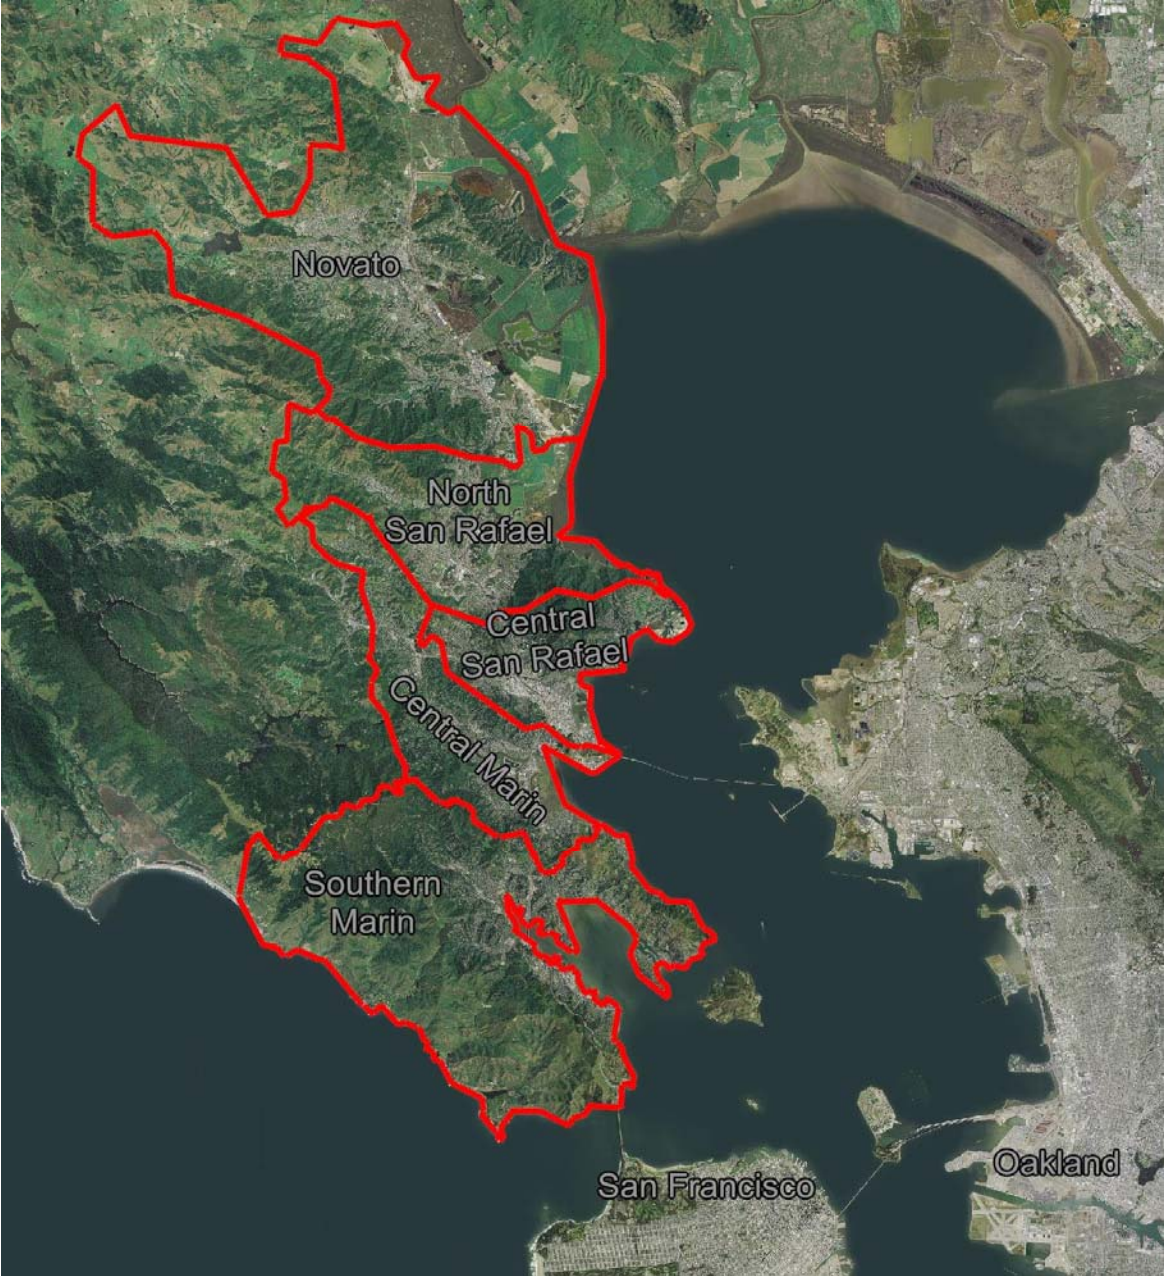 Novato
North
San Rafael
Central
San Rafael
Central Marin
Southern
Marin
San Francisco
Oakland